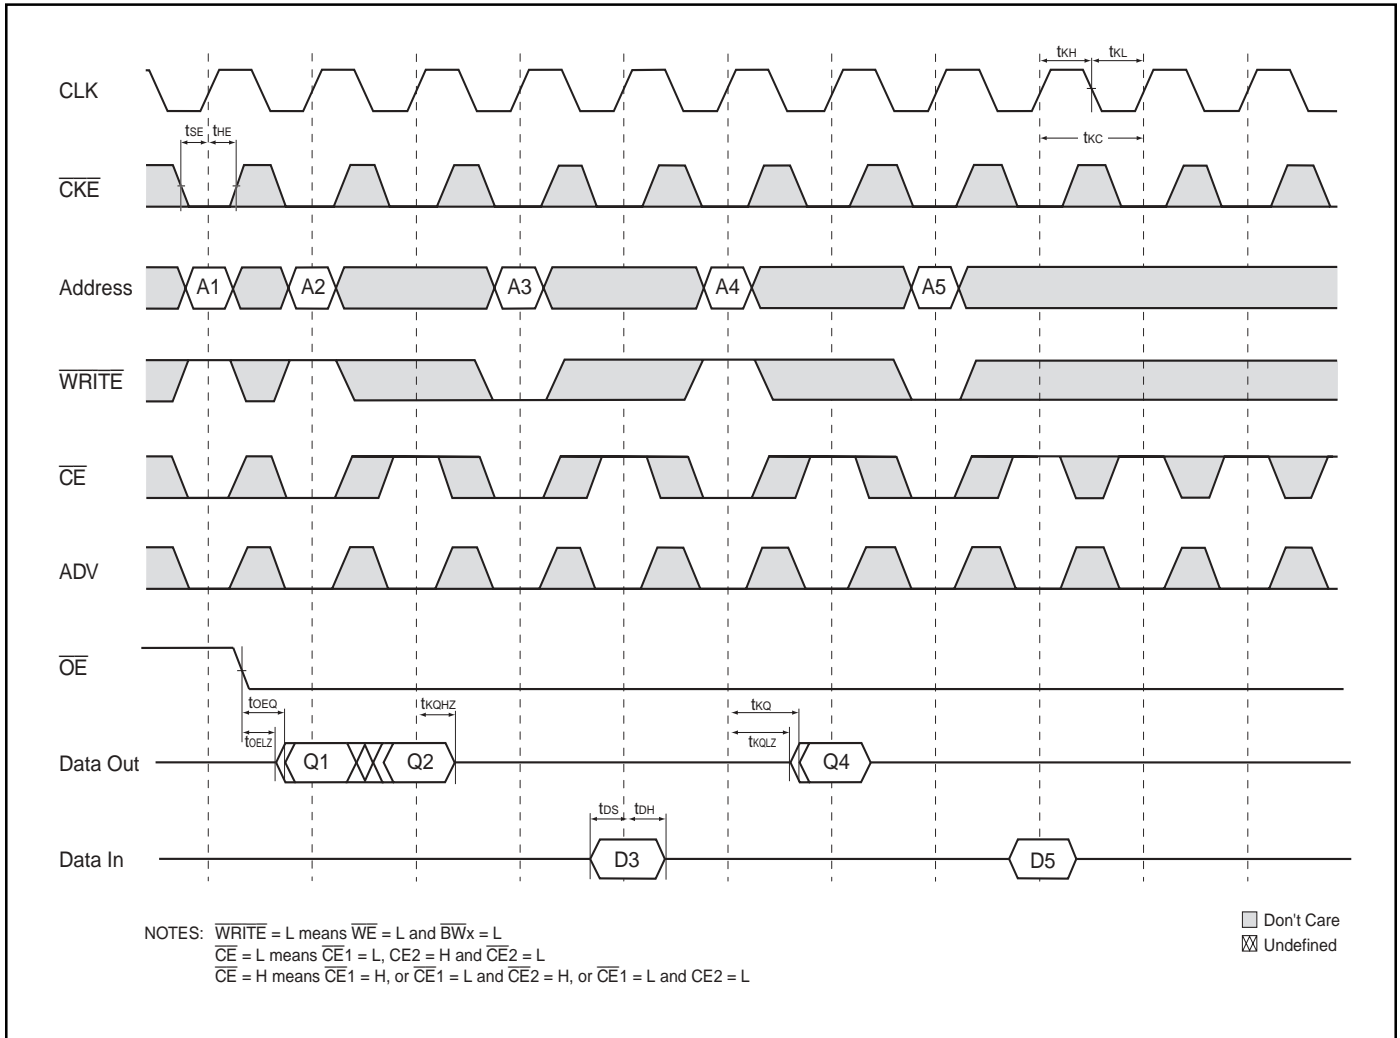 tKH tKL
CLK
tKC
tSE tHE
CKE
Address A1 A2 A3 A4 A5
WRITE
CE
ADV
OE
tOEQ tKQHZ tKQ
tOELZ tKQLZ
Data Out Q1 Q2 Q4
tDS tDH
Data In D3 D5
NOTES: WRITE = L means WE = L and BWx = L
CE = L means CE1 = L, CE2 = H and CE2 = L
CE = H means CE1 = H, or CE1 = L and CE2 = H, or CE1 = L and CE2 = L
Don't Care
Undefined